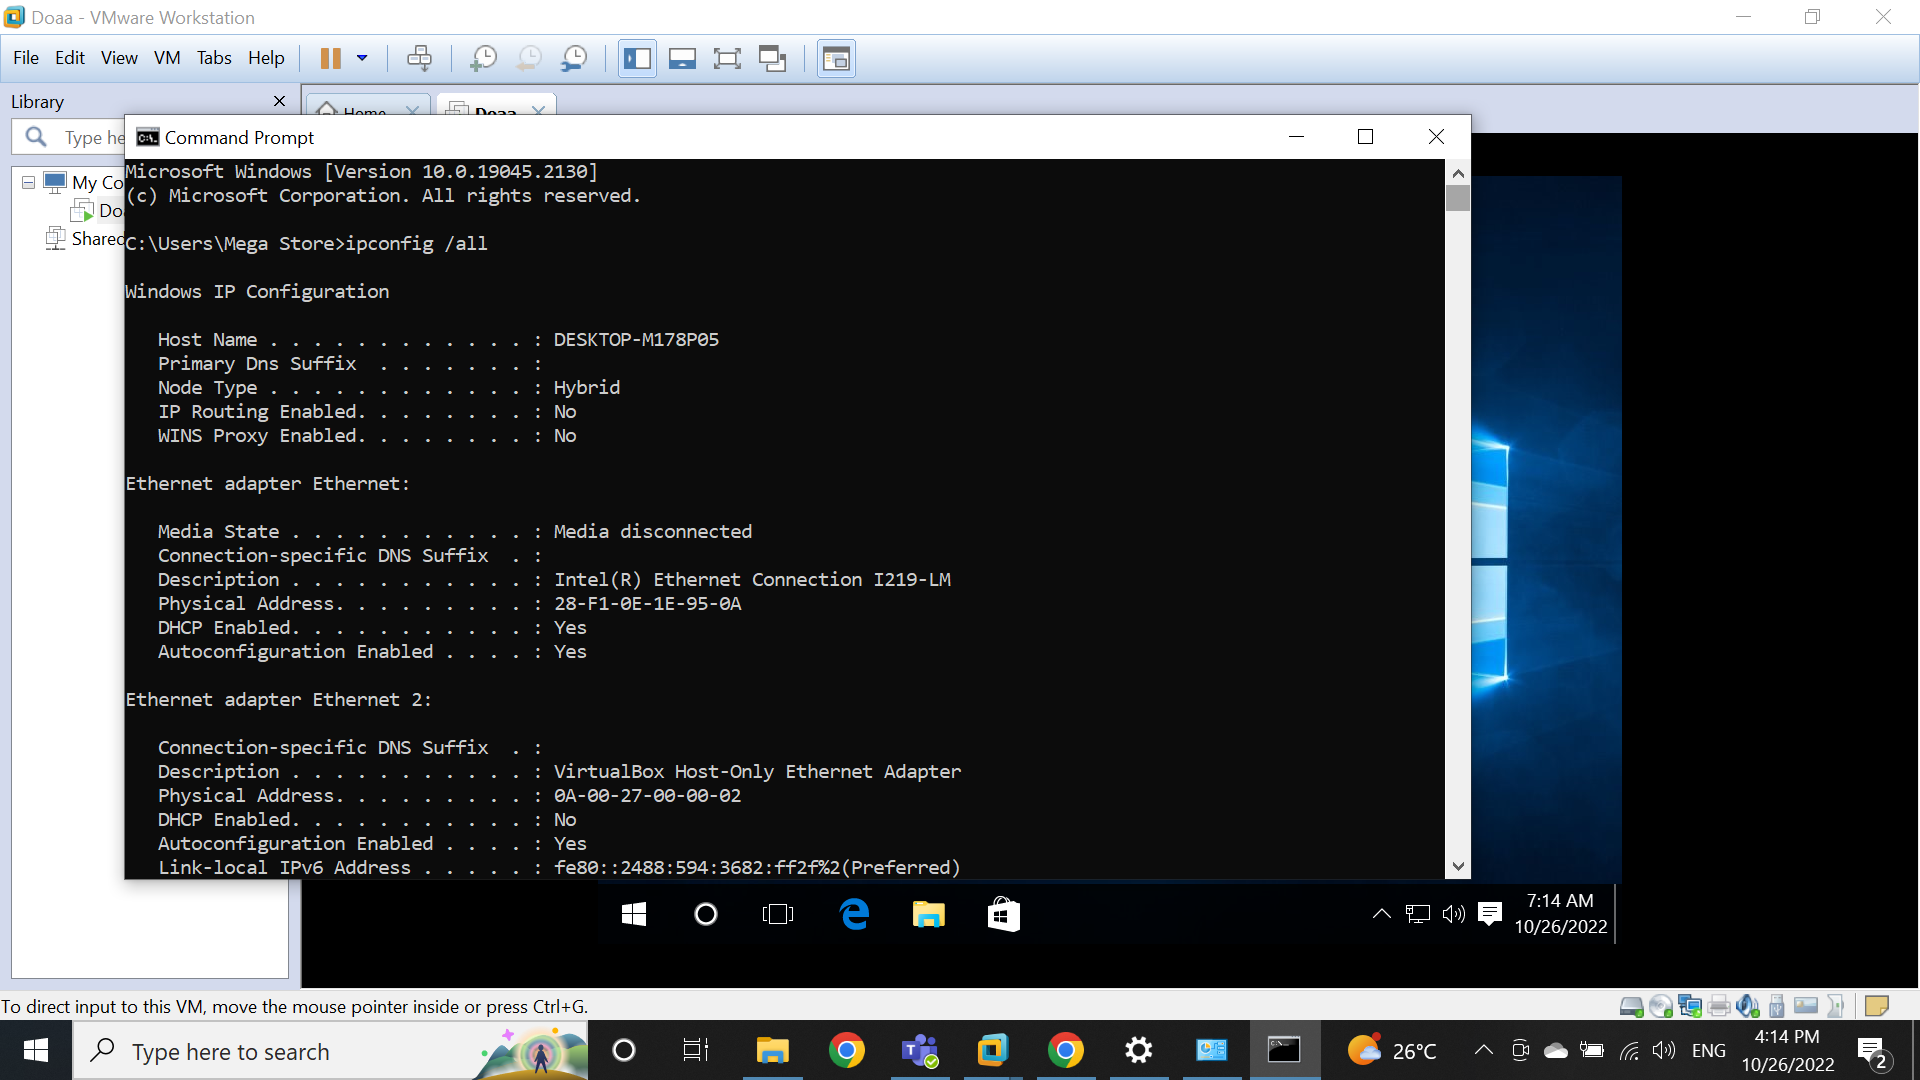 Doaa - VMware Workstation
File Edit View VM Tabs Help
Library
Home
Doaa
Type he
Command Prompt
My Co
Doa
Shared
Microsoft Windows [Version 10.0.19045.2130]
(c) Microsoft Corporation. All rights reserved.
C:\Users\Mega Store>ipconfig /all
Windows IP Configuration
Host Name . . . . . . . . . . . . : DESKTOP-M178P05
Primary Dns Suffix  . . . . . . . :
Node Type . . . . . . . . . . . . : Hybrid
IP Routing Enabled. . . . . . . . : No
WINS Proxy Enabled. . . . . . . . : No
Ethernet adapter Ethernet:
Media State . . . . . . . . . . . : Media disconnected
Connection-specific DNS Suffix  . :
Description . . . . . . . . . . . : Intel(R) Ethernet Connection I219-LM
Physical Address. . . . . . . . . : 28-F1-0E-1E-95-0A
DHCP Enabled. . . . . . . . . . . : Yes
Autoconfiguration Enabled . . . . : Yes
Ethernet adapter Ethernet 2:
Connection-specific DNS Suffix  . :
Description . . . . . . . . . . . : VirtualBox Host-Only Ethernet Adapter
Physical Address. . . . . . . . . : 0A-00-27-00-00-02
DHCP Enabled. . . . . . . . . . . : No
Autoconfiguration Enabled . . . . : Yes
Link-local IPv6 Address . . . . . : fe80::2488:594:3682:ff2f%2(Preferred)
7:14 AM
10/26/2022
To direct input to this VM, move the mouse pointer inside or press Ctrl+G.
Type here to search
26°C
ENG
4:14 PM
10/26/2022
2